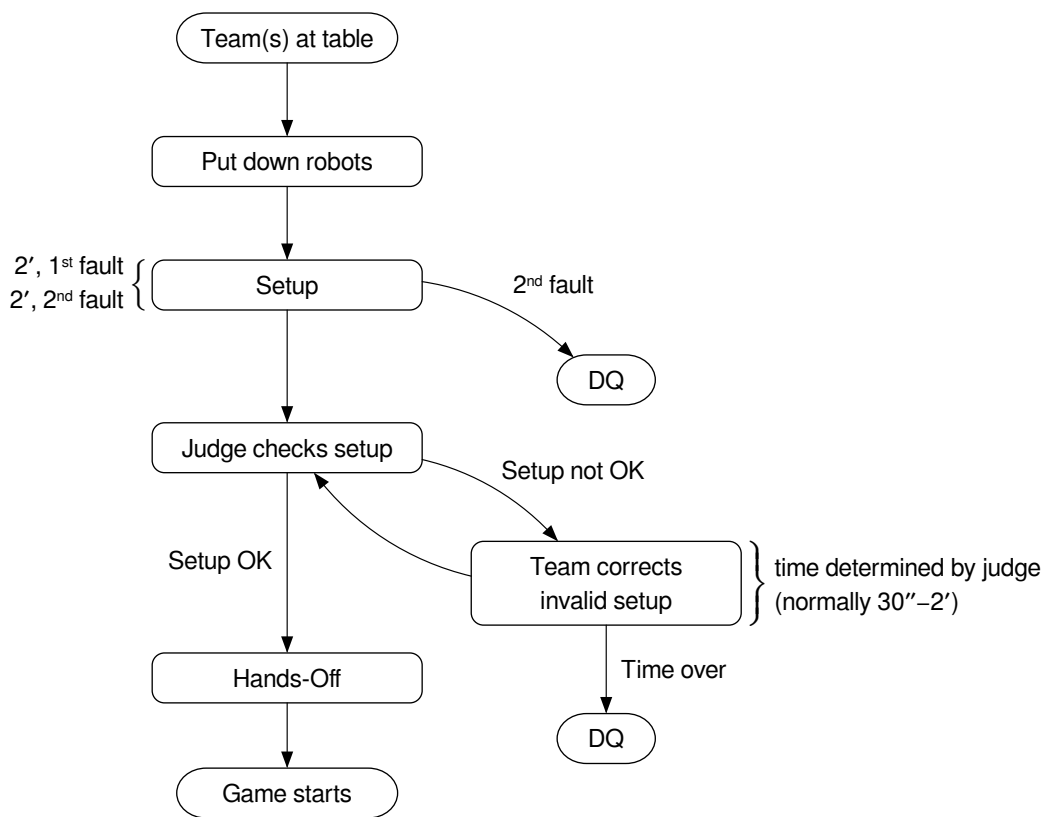 Team(s) at table
Put down robots
2′, 1st fault
2′, 2nd fault
Setup
2nd fault
DQ
Judge checks setup
Setup not OK
Setup OK
Team corrects
invalid setup
time determined by judge
(normally 30″–2′)
Time over
Hands-Off
DQ
Game starts